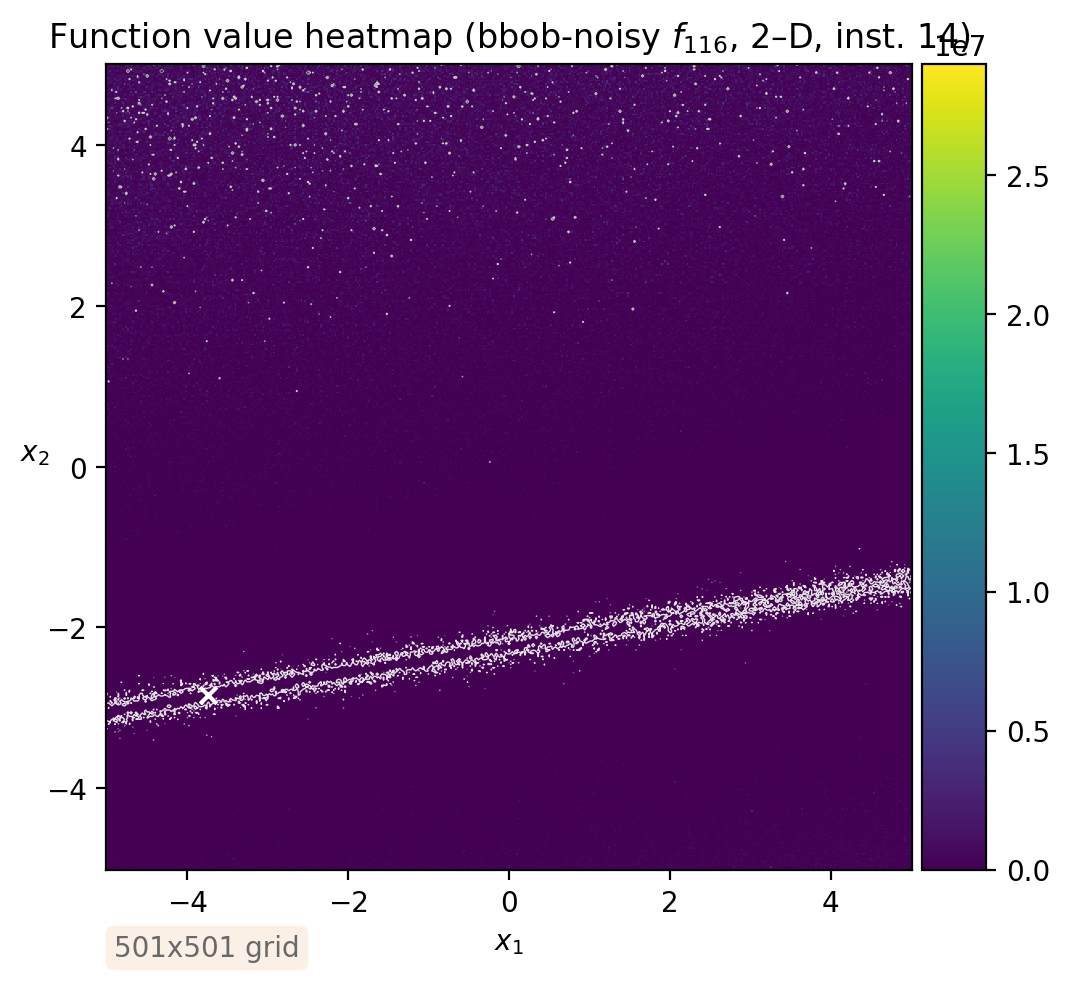 Function value heatmap (bbob-noisy f₁₁₆, 2–D, inst. 14)
1e7
4
2
0
−2
−4
x₂
−4 −2 0 2 4
x₁
2.5
2.0
1.5
1.0
0.5
0.0
501x501 grid